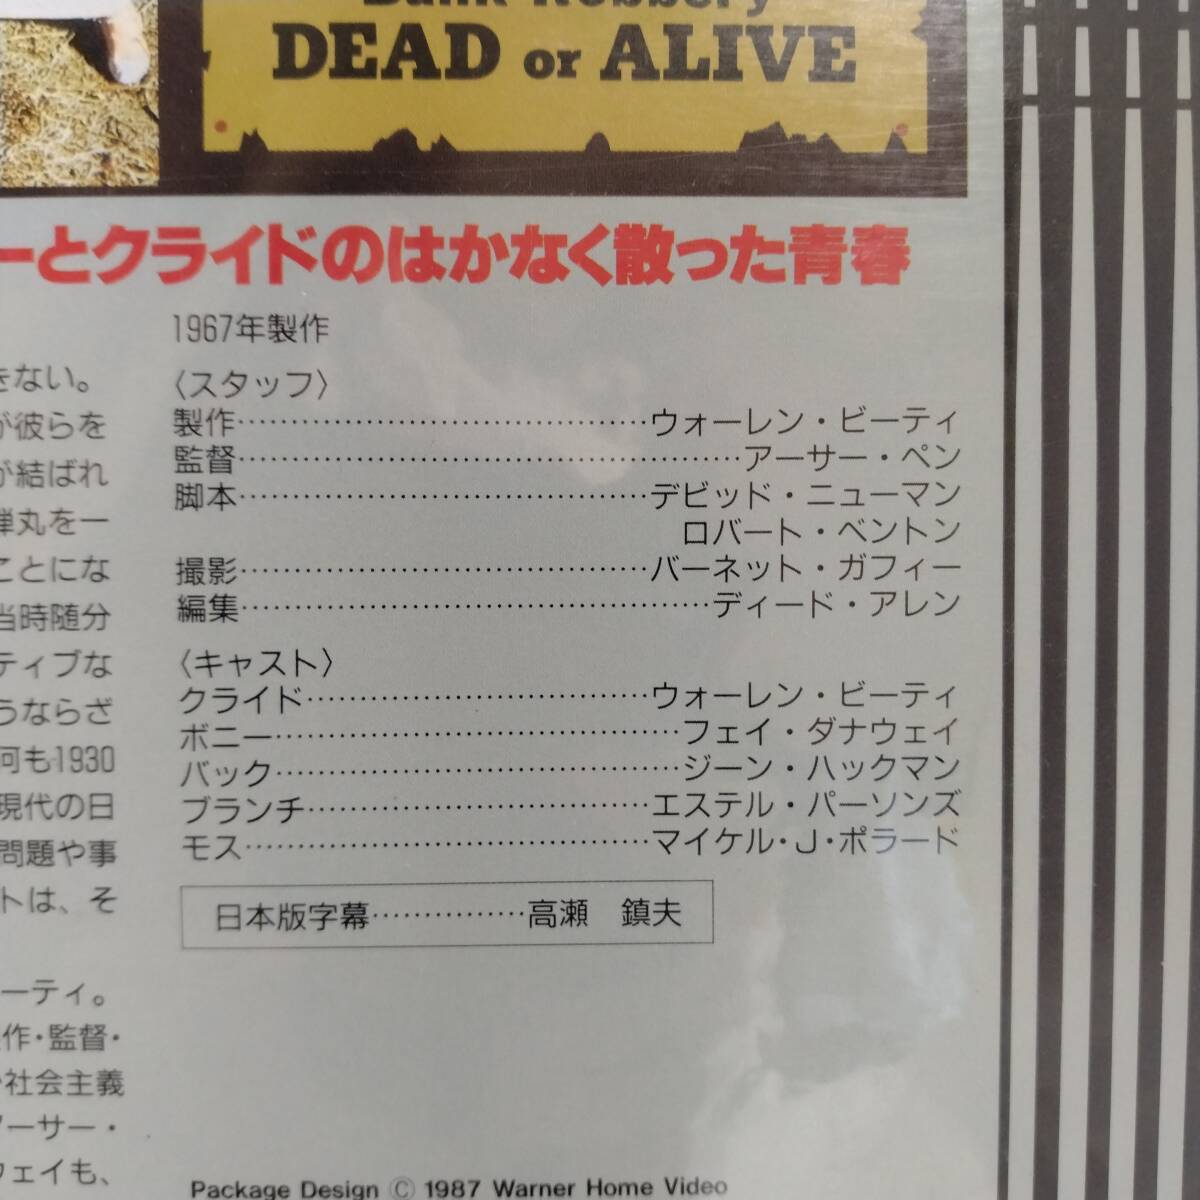 Bank Robbery
DEAD or ALIVE
ーとクライドのはかなく散った青春
1967年製作
〈スタッフ〉
製作……………………………………ウォーレン・ビーティ
監督……………………………………アーサー・ペン
脚本……………………………………デビッド・ニューマン
ロバート・ベントン
撮影……………………………………バーネット・ガフィー
編集……………………………………ディード・アレン
〈キャスト〉
クライド………………………………ウォーレン・ビーティ
ボニー…………………………………フェイ・ダナウェイ
バック…………………………………ジーン・ハックマン
ブランチ………………………………エステル・パーソンズ
モス……………………………………マイケル・J・ポラード
日本版字幕……………高瀬 鎮夫
きない。
が彼らを
が結ばれ
弾丸を一
ことにな
当時随分
ティブな
うならざ
何も1930
現代の日
問題や事
トは、そ
ーティ。
作・監督・
社会主義
アーサー・
ウェイも、
Package Design © 1987 Warner Home Video